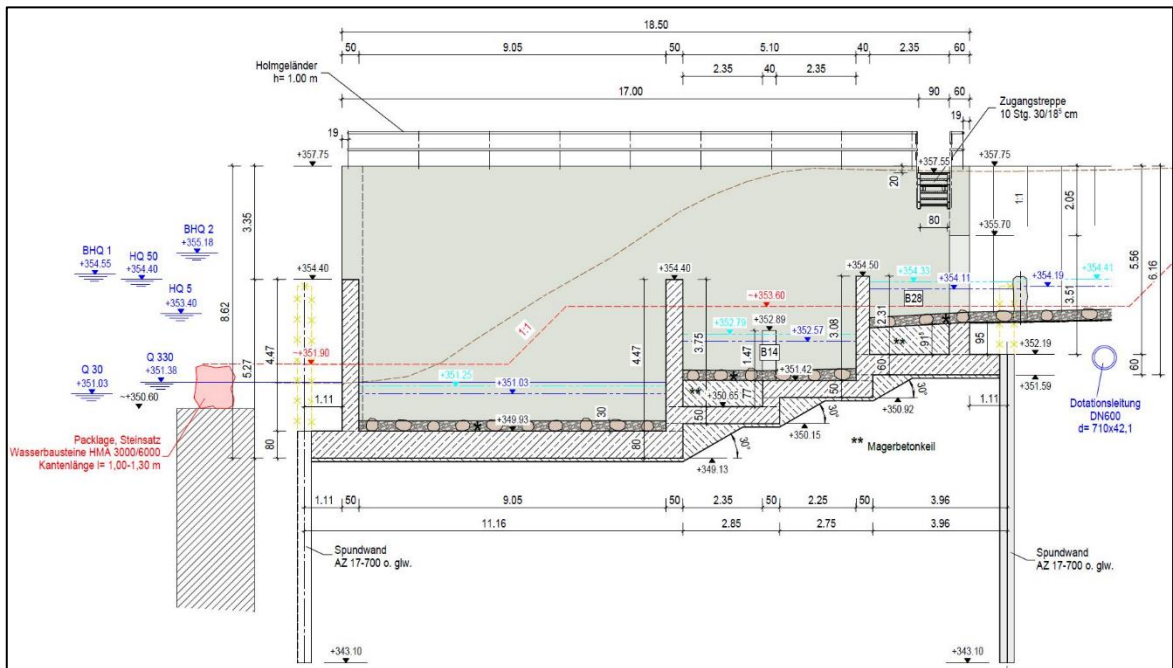 18.50
50 9.05 50 5.10 40 2.35 60
2.35 40 2.35
Holmgeländer
h= 1.00 m
17.00 90 60
Zugangstreppe
10 Stg. 30/18⁵ cm
19
19
+357.75
+357.55
+357.75
20
80
1:1
2.05
+355.70
3.35
BHQ 2
+355.18
BHQ 1
+354.55
HQ 50
+354.40
HQ 5
+353.40
8.62
+354.40
+354.40
+354.50
+354.33
+354.11
+354.19
+354.41
5.56
6.16
3.51
B28
2.31
~+353.60
1:1
+352.89
+352.79
+352.57
3.08
3.75
1.47
B14
**
91⁵
95
+352.19
60
~+351.90
Q 330
+351.38
Q 30
+351.03
~+350.60
5.27
4.47
4.47
1.11
+351.25
+351.03
+351.42
**
77
+350.65
50
50
60
30°
+350.92
+351.59
1.11
Dotationsleitung
DN600
d= 710x42,1
30
+349.93
80
80
30°
+350.15
30°
+349.13
** Magerbetonkeil
Packlage, Steinsatz
Wasserbausteine HMA 3000/6000
Kantenlänge l= 1,00-1,30 m
1.11 50 9.05 50 2.35 50 2.25 50 3.96
11.16 2.85 2.75 3.96
Spundwand
AZ 17-700 o. glw.
Spundwand
AZ 17-700 o. glw.
+343.10
+343.10